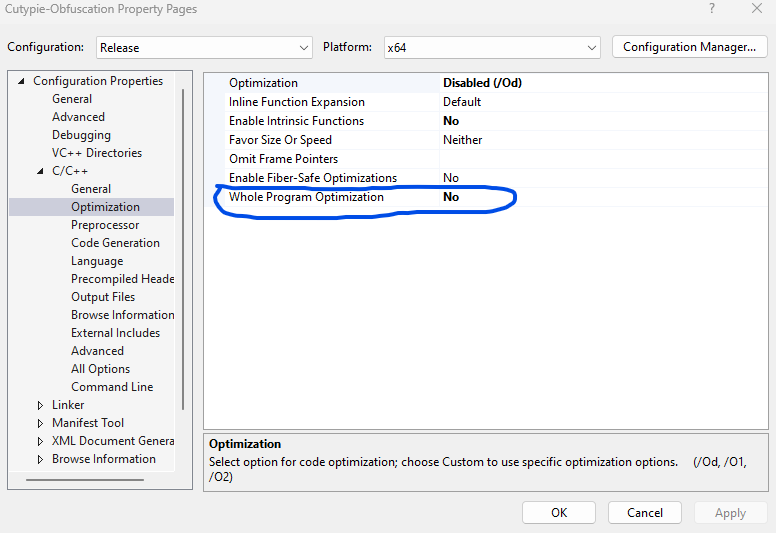 Cutypie-Obfuscation Property Pages
?
Configuration: Release Platform: x64 Configuration Manager...
Configuration Properties
General
Advanced
Debugging
VC++ Directories
C/C++
General
Optimization
Preprocessor
Code Generation
Language
Precompiled Heade
Output Files
Browse Information
External Includes
Advanced
All Options
Command Line
Linker
Manifest Tool
XML Document Genera
Browse Information
Optimization Disabled (/Od)
Inline Function Expansion Default
Enable Intrinsic Functions No
Favor Size Or Speed Neither
Omit Frame Pointers
Enable Fiber-Safe Optimizations No
Whole Program Optimization No
Optimization
Select option for code optimization; choose Custom to use specific optimization options. (/Od, /O1,
/O2)
OK Cancel Apply